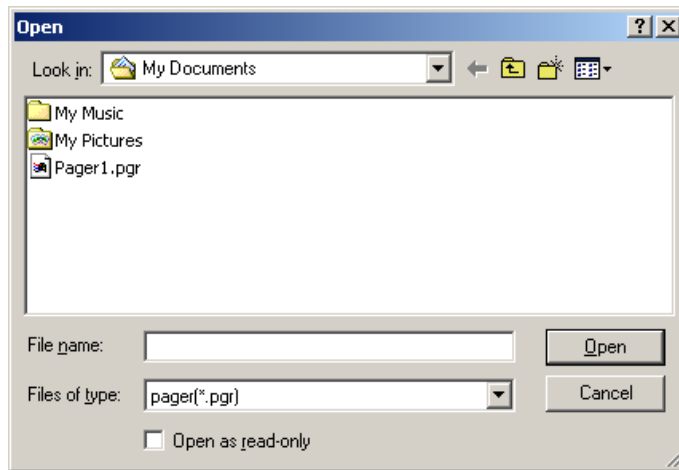 Open
Look in: My Documents
My Music
My Pictures
Pager1.pgr
File name: Open
Files of type: pager(*.pgr) Cancel
Open as read-only